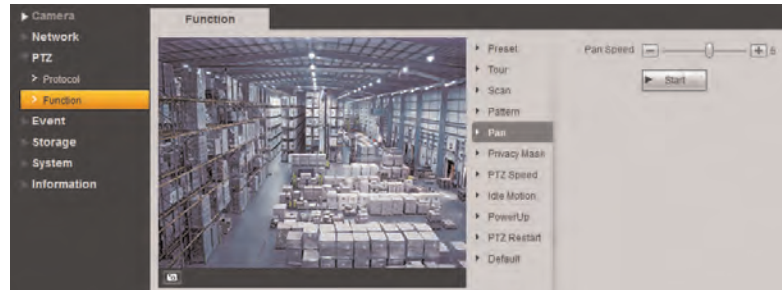 Camera
Network
PTZ
Protocol
Function
Event
Storage
System
Information
Function
Preset
Tour
Scan
Pattern
Pan
Privacy Mask
PTZ Speed
Idle Motion
PowerUp
PTZ Restart
Default
Pan Speed 6
Start